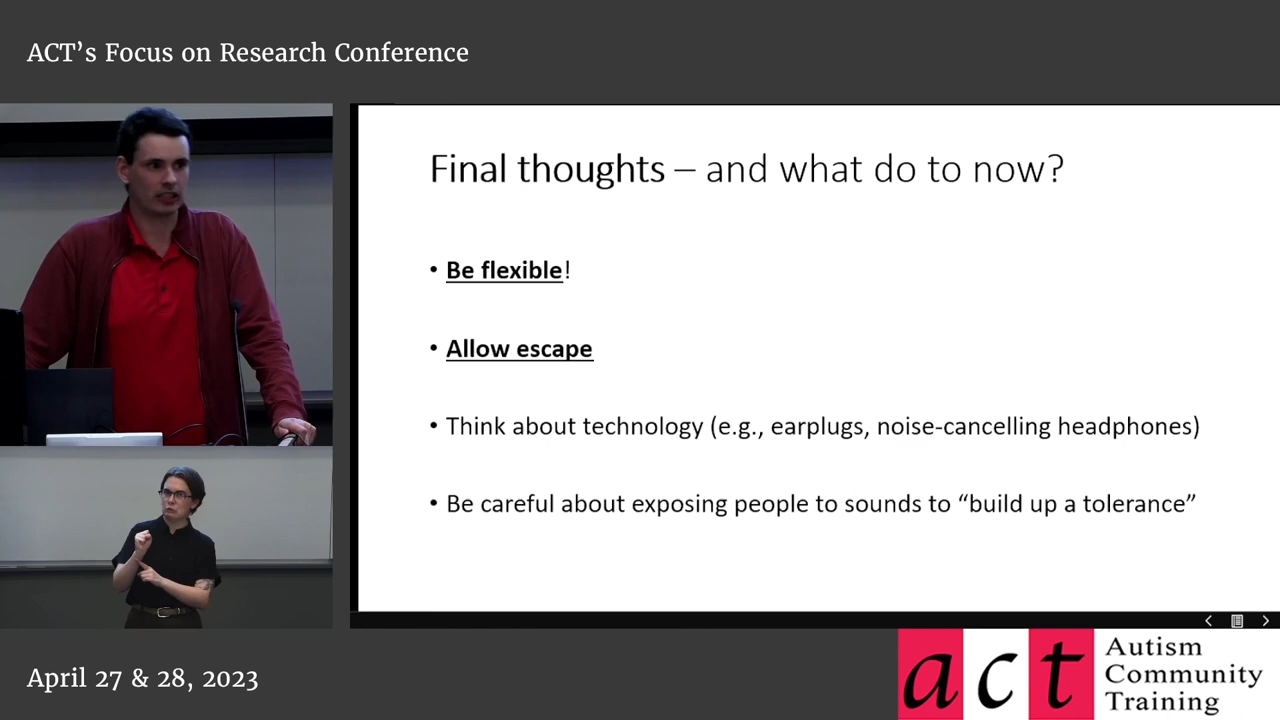 ACT’s Focus on Research Conference
Final thoughts – and what do to now?
• Be flexible!
• Allow escape
• Think about technology (e.g., earplugs, noise-cancelling headphones)
• Be careful about exposing people to sounds to “build up a tolerance”
April 27 & 28, 2023
act
Autism
Community
Training